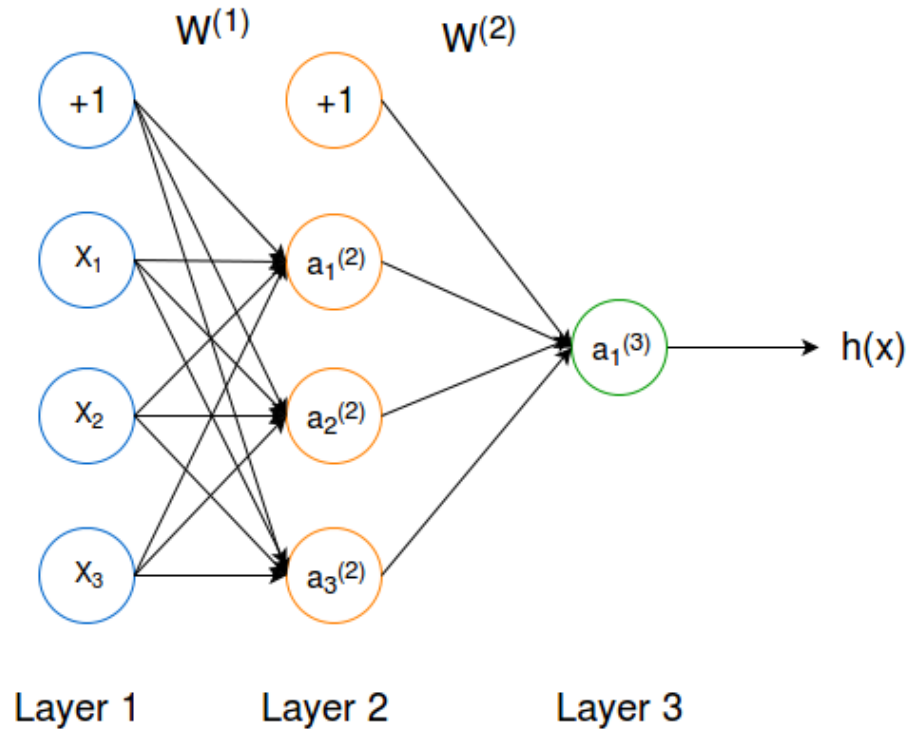 W(1)
W(2)
+1
+1
X1
a1(2)
a1(3)
h(x)
X2
a2(2)
X3
a3(2)
Layer 1
Layer 2
Layer 3